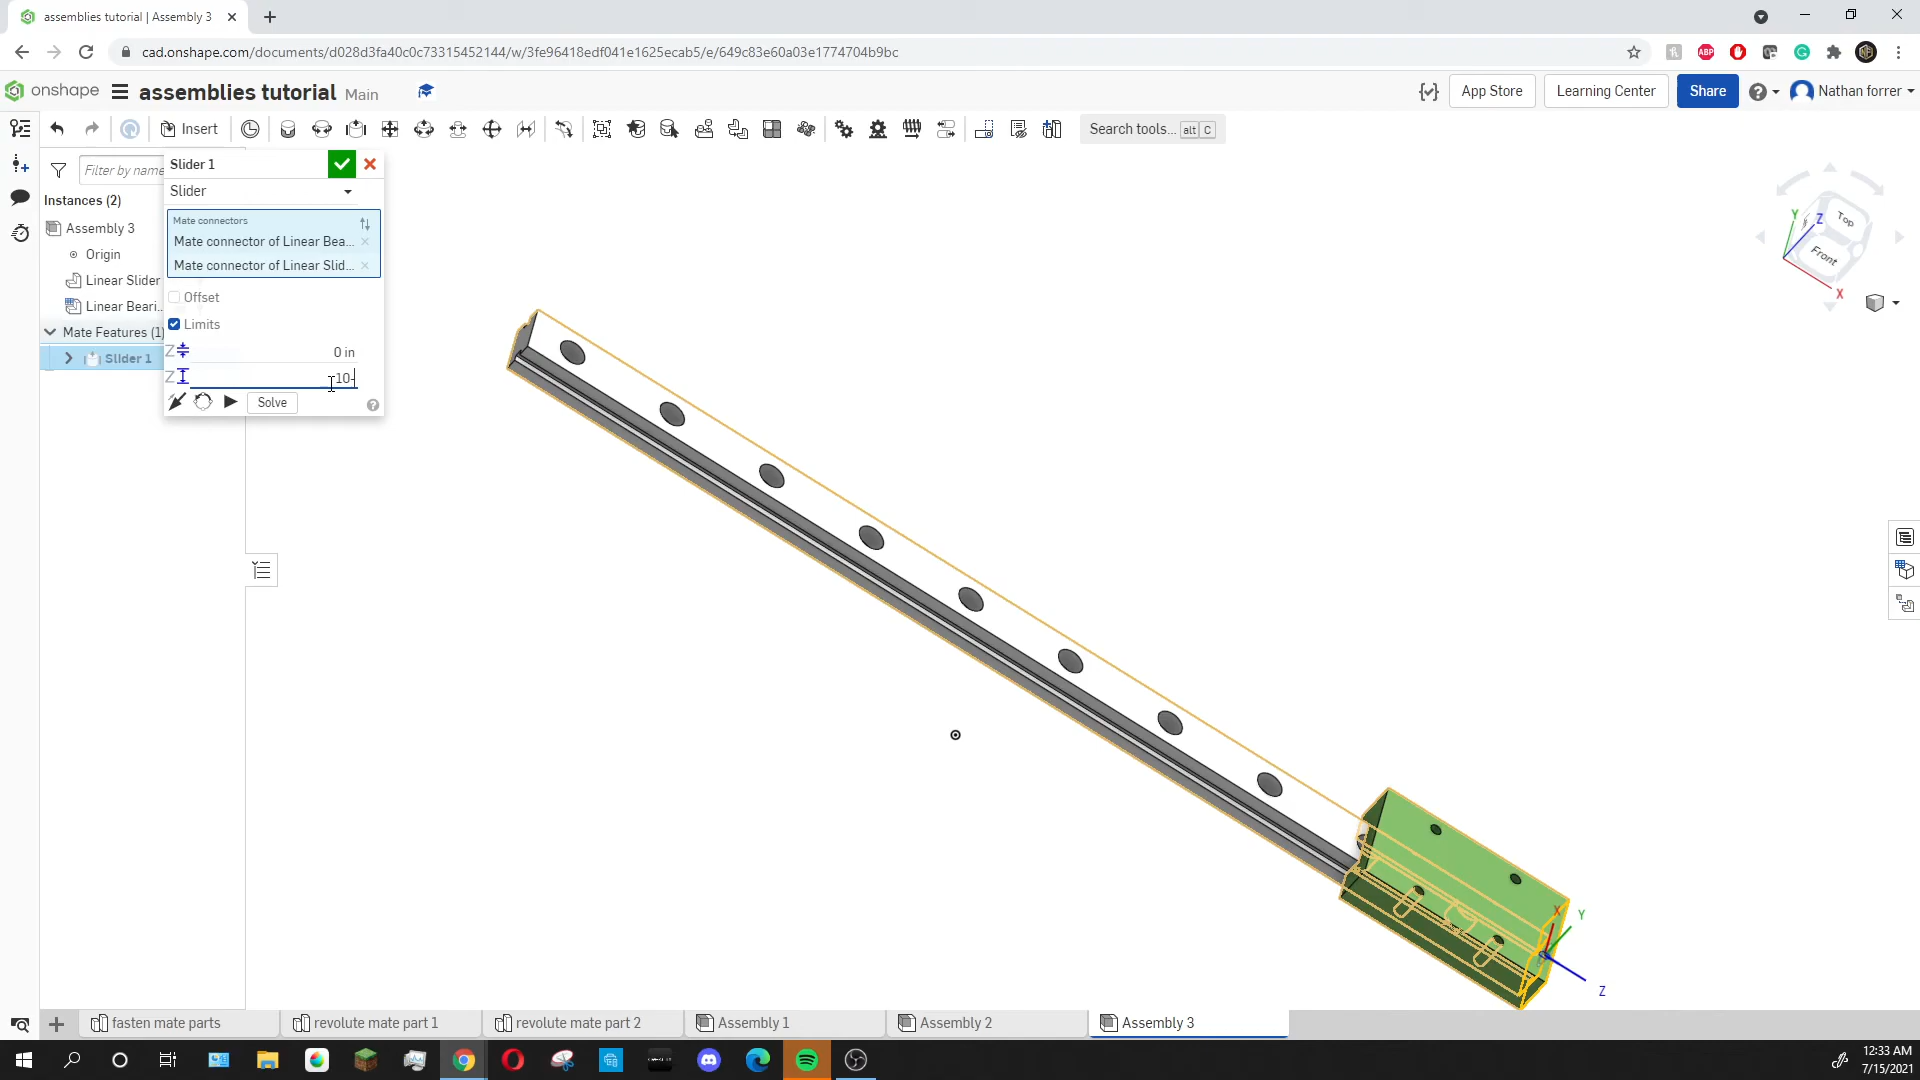 assemblies tutorial | Assembly 3
cad.onshape.com/documents/d028d3fa40c0c73315452144/w/3fe96418edf041e1625ecab5/e/649c83e60a03e1774704b9bc
ABP
onshape
assemblies tutorial Main
App Store
Learning Center
Share
Nathan forrer
Insert
Search tools... alt C
Filter by name
Slider 1
Slider
Instances (2)
Mate connectors
Assembly 3
Mate connector of Linear Bea...
Origin
Mate connector of Linear Slid...
Linear Slider
Offset
Linear Beari...
Limits
Mate Features (1)
Z 0 in
Slider 1
Z 10-
Solve
Y Z Top
Front
X
X Y
Z
fasten mate parts
revolute mate part 1
revolute mate part 2
Assembly 1
Assembly 2
Assembly 3
12:33 AM
7/15/2021